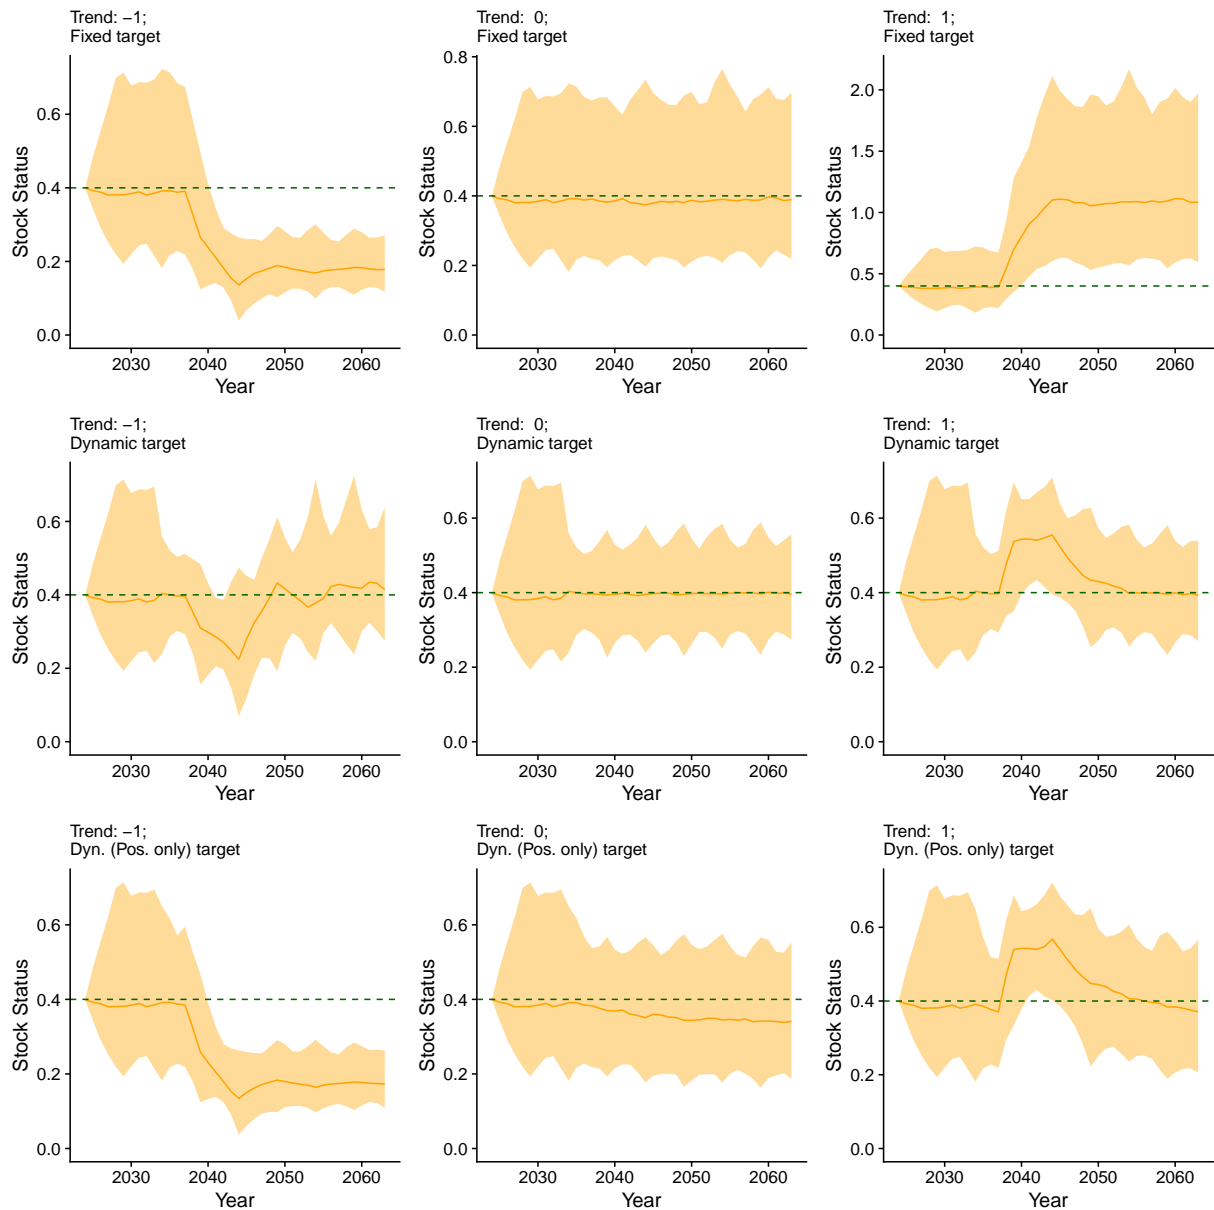 Trend: −1;
Fixed target
Stock Status
0.6
0.4
0.2
0.0
2030 2040 2050 2060
Year
Trend:  0;
Fixed target
Stock Status
0.8
0.6
0.4
0.2
0.0
2030 2040 2050 2060
Year
Trend:  1;
Fixed target
Stock Status
2.0
1.5
1.0
0.5
0.0
2030 2040 2050 2060
Year
Trend: −1;
Dynamic target
Stock Status
0.6
0.4
0.2
0.0
2030 2040 2050 2060
Year
Trend:  0;
Dynamic target
Stock Status
0.6
0.4
0.2
0.0
2030 2040 2050 2060
Year
Trend:  1;
Dynamic target
Stock Status
0.6
0.4
0.2
0.0
2030 2040 2050 2060
Year
Trend: −1;
Dyn. (Pos. only) target
Stock Status
0.6
0.4
0.2
0.0
2030 2040 2050 2060
Year
Trend:  0;
Dyn. (Pos. only) target
Stock Status
0.6
0.4
0.2
0.0
2030 2040 2050 2060
Year
Trend:  1;
Dyn. (Pos. only) target
Stock Status
0.6
0.4
0.2
0.0
2030 2040 2050 2060
Year